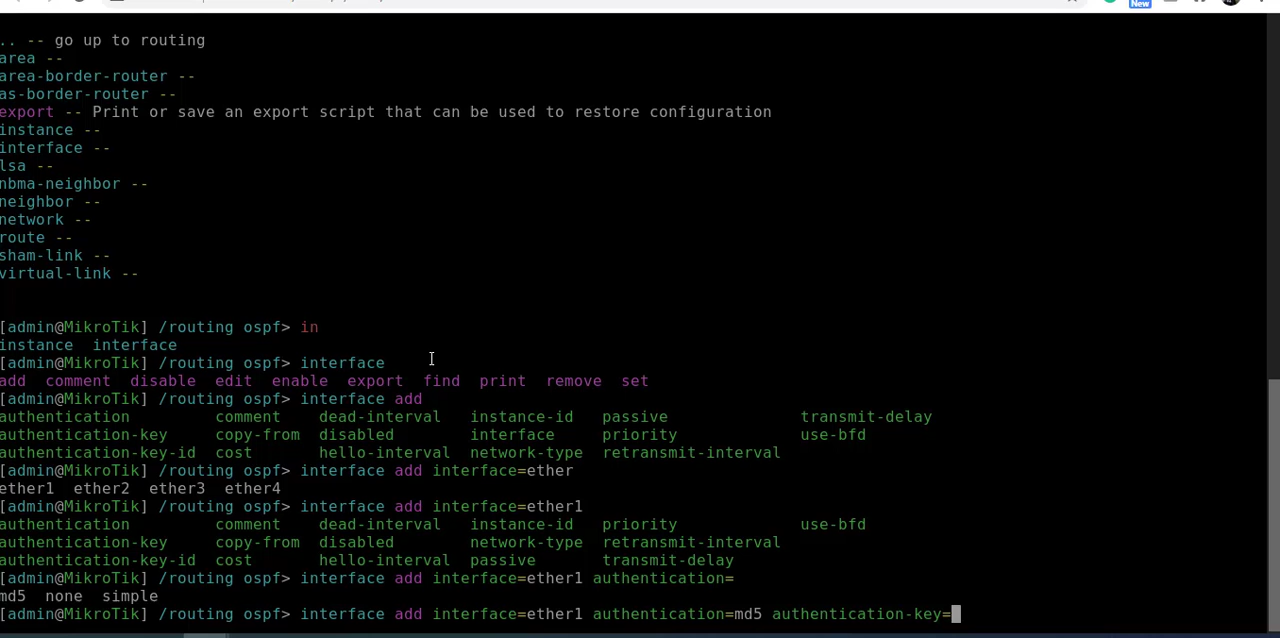 New
.. -- go up to routing
area --
area-border-router --
as-border-router --
export -- Print or save an export script that can be used to restore configuration
instance --
interface --
lsa --
nbma-neighbor --
neighbor --
network --
route --
sham-link --
virtual-link --
[admin@MikroTik] /routing ospf> in
instance  interface
[admin@MikroTik] /routing ospf> interface
add  comment  disable  edit  enable  export  find  print  remove  set
[admin@MikroTik] /routing ospf> interface add
authentication         comment    dead-interval    instance-id   passive              transmit-delay
authentication-key     copy-from  disabled         interface     priority             use-bfd
authentication-key-id  cost       hello-interval   network-type  retransmit-interval
[admin@MikroTik] /routing ospf> interface add interface=ether
ether1  ether2  ether3  ether4
[admin@MikroTik] /routing ospf> interface add interface=ether1
authentication         comment    dead-interval    instance-id   priority             use-bfd
authentication-key     copy-from  disabled         network-type  retransmit-interval
authentication-key-id  cost       hello-interval   passive       transmit-delay
[admin@MikroTik] /routing ospf> interface add interface=ether1 authentication=
md5  none  simple
[admin@MikroTik] /routing ospf> interface add interface=ether1 authentication=md5 authentication-key=